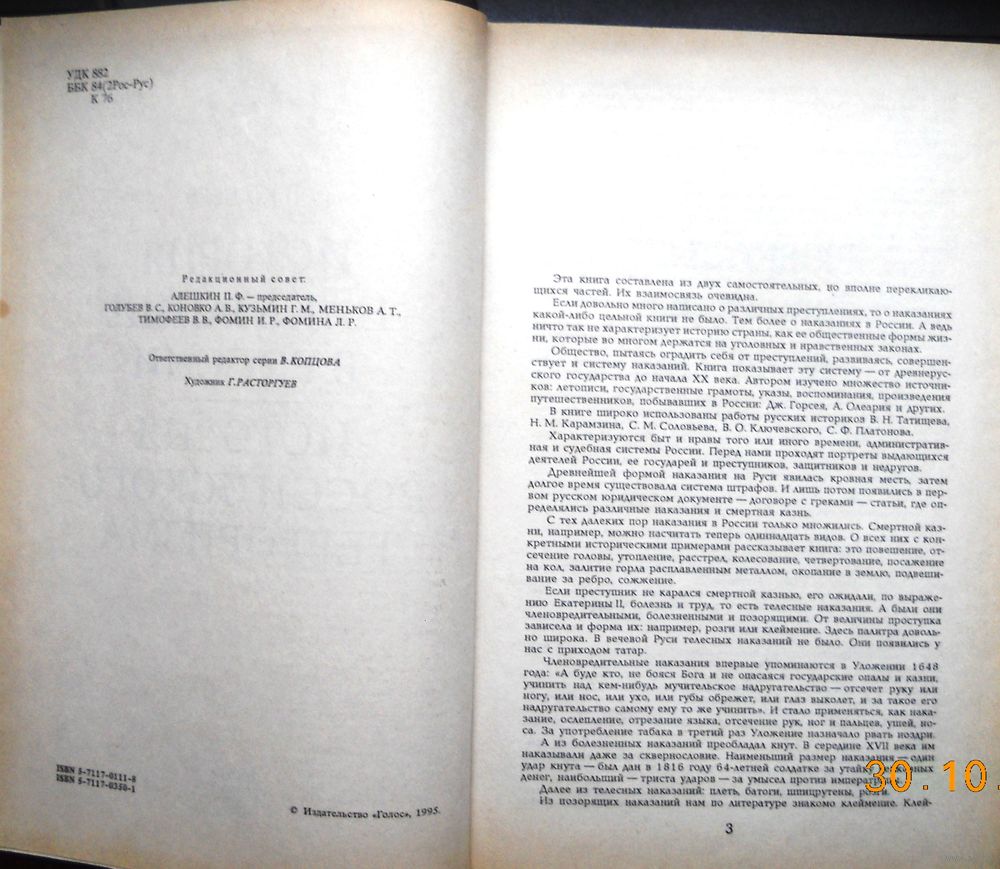 УДК 882
ББК 84(2Рос-Рус)
К 76
Редакционный совет:
АЛЕШКИН П. Ф. — председатель,
ГОЛУБЕВ В. С., КОНОВКО А. В., КУЗЬМИН Г. М., МЕНЬКОВ А. Т.,
ТИМОФЕЕВ В. В., ФОМИН И. Р., ФОМИНА Л. Р.
Ответственный редактор серии В. КОПЦОВА
Художник Г. РАСТОРГУЕВ
ISBN 5-7117-0111-8
ISBN 5-7117-0350-1
© Издательство «Голос», 1995.
Эта книга составлена из двух самостоятельных, но вполне перекликаю-
щихся частей. Их взаимосвязь очевидна.
Если довольно много написано о различных преступлениях, то о наказаниях
какой-либо цельной книги не было. Тем более о наказаниях в России. А ведь
ничто так не характеризует историю страны, как ее общественные формы жиз-
ни, которые во многом держатся на уголовных и нравственных законах.
Общество, пытаясь оградить себя от преступлений, развиваясь, совершен-
ствует и систему наказаний. Книга показывает эту систему — от древнерус-
ского государства до начала XX века. Автором изучено множество источни-
ков: летописи, государственные грамоты, указы, воспоминания, произведения
путешественников, побывавших в России: Дж. Горсея, А. Олеария и других.
В книге широко использованы работы русских историков В. Н. Татищева,
Н. М. Карамзина, С. М. Соловьева, В. О. Ключевского, С. Ф. Платонова.
Характеризуются быт и нравы того или иного времени, административ-
ная и судебная системы России. Перед нами проходят портреты выдающихся
деятелей России, ее государей и преступников, защитников и недругов.
Древнейшей формой наказания на Руси явилась кровная месть, затем
долгое время существовала система штрафов. И лишь потом появились в пер-
вом русском юридическом документе — договоре с греками — статьи, где оп-
ределялись различные наказания и смертная казнь.
С тех далеких пор наказания в России только множились. Смертной каз-
ни, например, можно насчитать теперь одиннадцать видов. О всех них с кон-
кретными историческими примерами рассказывает книга: это повешение, от-
сечение головы, утопление, расстрел, колесование, четвертование, посажение
на кол, залитие горла расплавленным металлом, окопание в землю, подвеши-
вание за ребро, сожжение.
Если преступник не карался смертной казнью, его ожидали, по выраже-
нию Екатерины II, болезнь и труд, то есть телесные наказания. А были они
членовредительными, болезненными и позорящими. От величины проступка
зависела и форма их: например, розги или клеймение. Здесь палитра доволь-
но широка. В вечевой Руси телесных наказаний не было. Они появились у
нас с приходом татар.
Членовредительные наказания впервые упоминаются в Уложении 1648
года: «А буде кто, не бояся Бога и не опасаяся государские опалы и казни,
учинить над кем-нибудь мучительское надругательство — отсечет руку или
ногу, или нос, или ухо, или губы обрежет, или глаз выколет, и за такое его
надругательство самому ему то же учинить». И стало применяться, как нака-
зание, ослепление, отрезание языка, отсечение рук, ног и пальцев, ушей, но-
са. За употребление табака в третий раз Уложение назначало рвать ноздри.
А из болезненных наказаний преобладал кнут. В середине XVII века им
наказывали даже за сквернословие. Наименьший размер наказания — один
удар кнута — был дан в 1816 году 64-летней солдатке за утайку
денег, наибольший — триста ударов — за умысел против
Далее из телесных наказаний: плеть, батоги, шпицрутены, розги.
Из позорящих наказаний нам по литературе знакомо клеймение. Клей-
3
30.10.